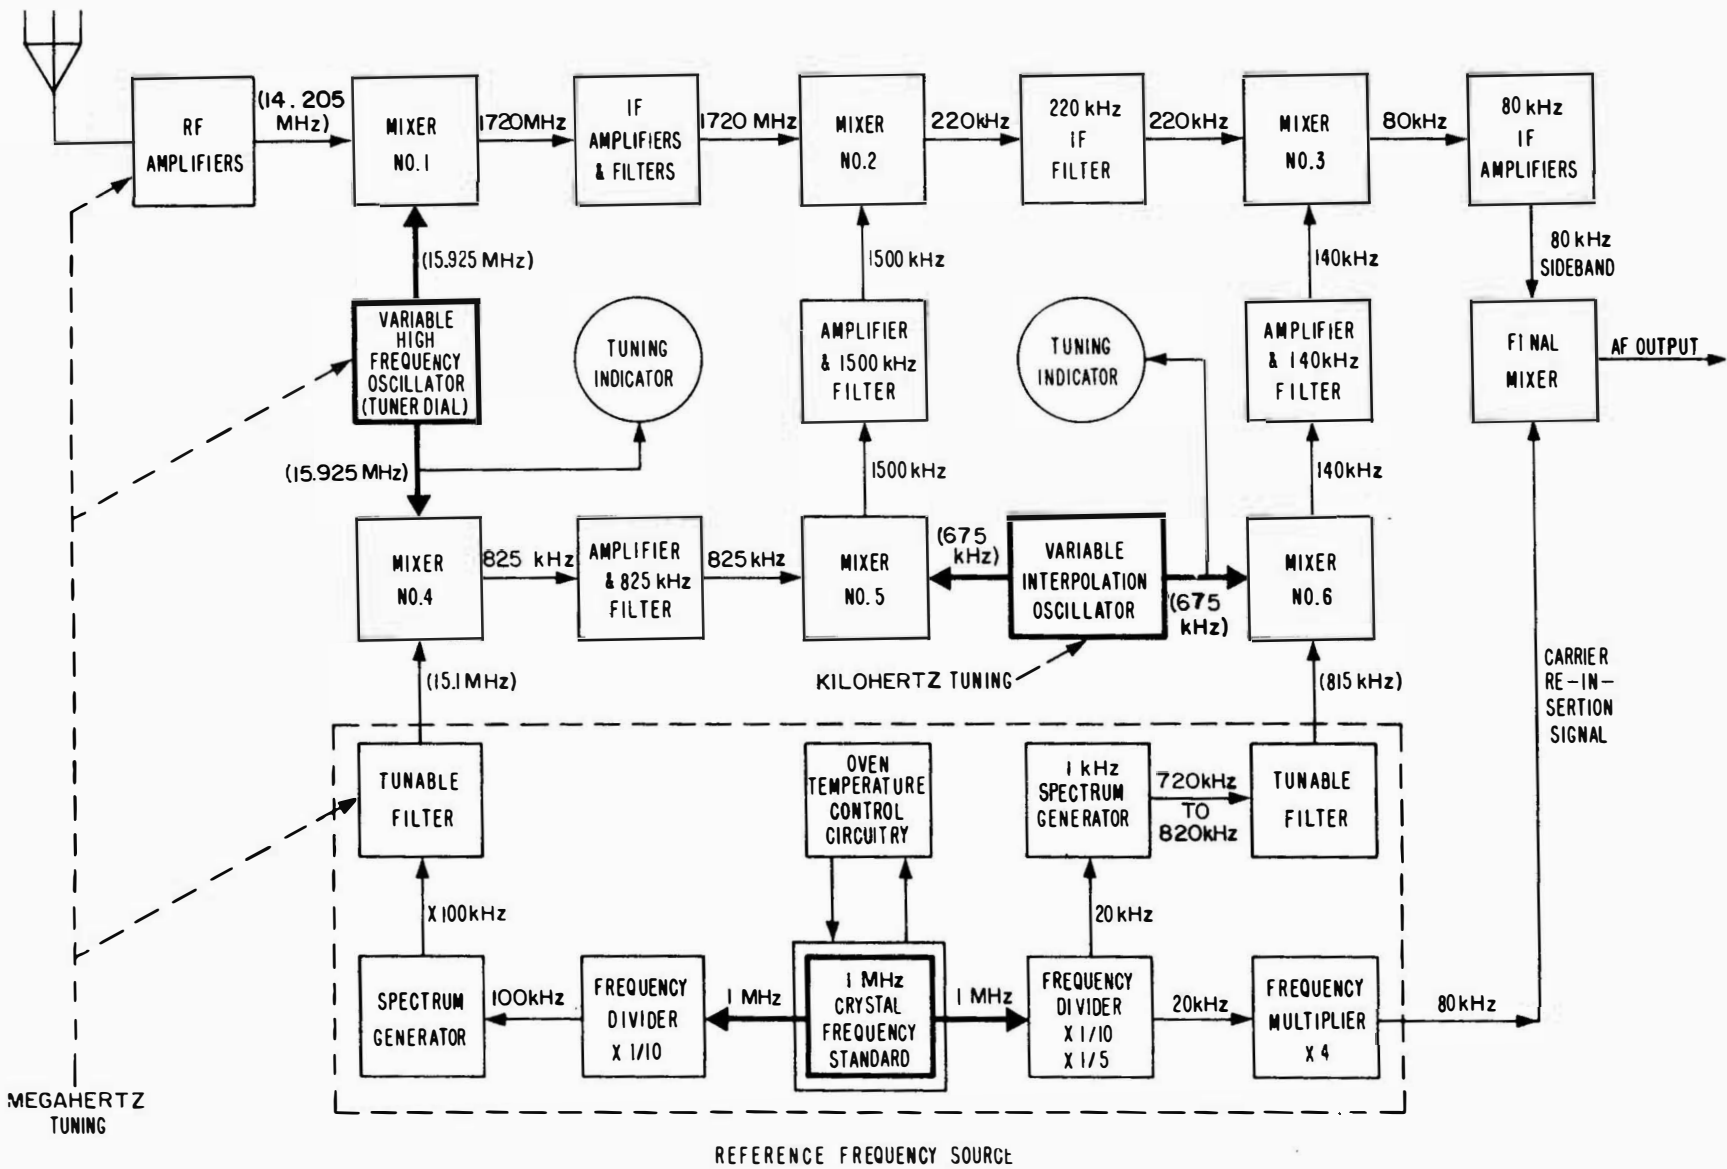 RF
AMPLIFIERS
(14.205
MHz)
MIXER
NO.1
1720MHz
IF
AMPLIFIERS
& FILTERS
1720 MHz
MIXER
NO.2
220kHz
220 kHz
IF
FILTER
220kHz
MIXER
NO.3
80kHz
80 kHz
IF
AMPLIFIERS
(15.925 MHz)
1500 kHz
140kHz
80 kHz
SIDEBAND
VARIABLE
HIGH
FREQUENCY
OSCILLATOR
(TUNER DIAL)
TUNING
INDICATOR
AMPLIFIER
& 1500 kHz
FILTER
TUNING
INDICATOR
AMPLIFIER
& 140kHz
FILTER
FINAL
MIXER
AF OUTPUT
(15.925 MHz)
1500 kHz
140kHz
MIXER
NO.4
825 kHz
AMPLIFIER
& 825 kHz
FILTER
825 kHz
MIXER
NO.5
(675
kHz)
VARIABLE
INTERPOLATION
OSCILLATOR
(675
kHz)
MIXER
NO.6
KILOHERTZ TUNING
(15.1 MHz)
(815 kHz)
CARRIER
RE-IN-
SERTION
SIGNAL
TUNABLE
FILTER
OVEN
TEMPERATURE
CONTROL
CIRCUITRY
1 kHz
SPECTRUM
GENERATOR
720kHz
TO
820kHz
TUNABLE
FILTER
X 100kHz
20 kHz
SPECTRUM
GENERATOR
100kHz
FREQUENCY
DIVIDER
X 1/10
1 MHz
1 MHz
CRYSTAL
FREQUENCY
STANDARD
1 MHz
FREQUENCY
DIVIDER
X 1/10
X 1/5
20kHz
FREQUENCY
MULTIPLIER
X 4
80kHz
MEGAHERTZ
TUNING
REFERENCE FREQUENCY SOURCE